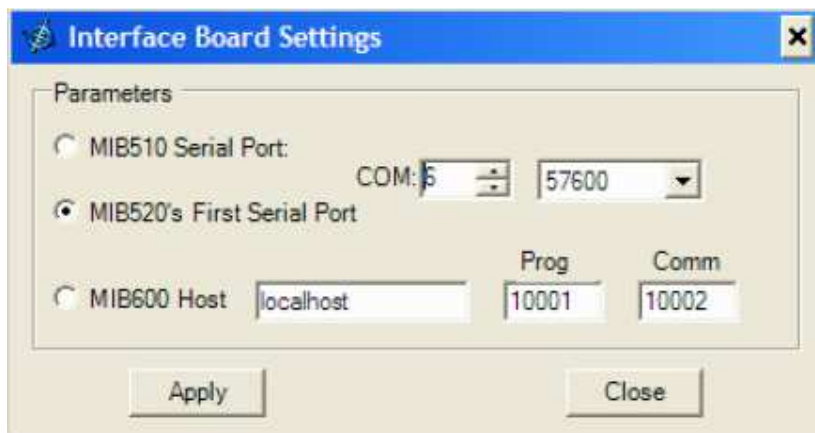 Interface Board Settings
Parameters
MIB510 Serial Port:
COM: 6 57600
MIB520's First Serial Port
Prog Comm
MIB600 Host localhost 10001 10002
Apply Close